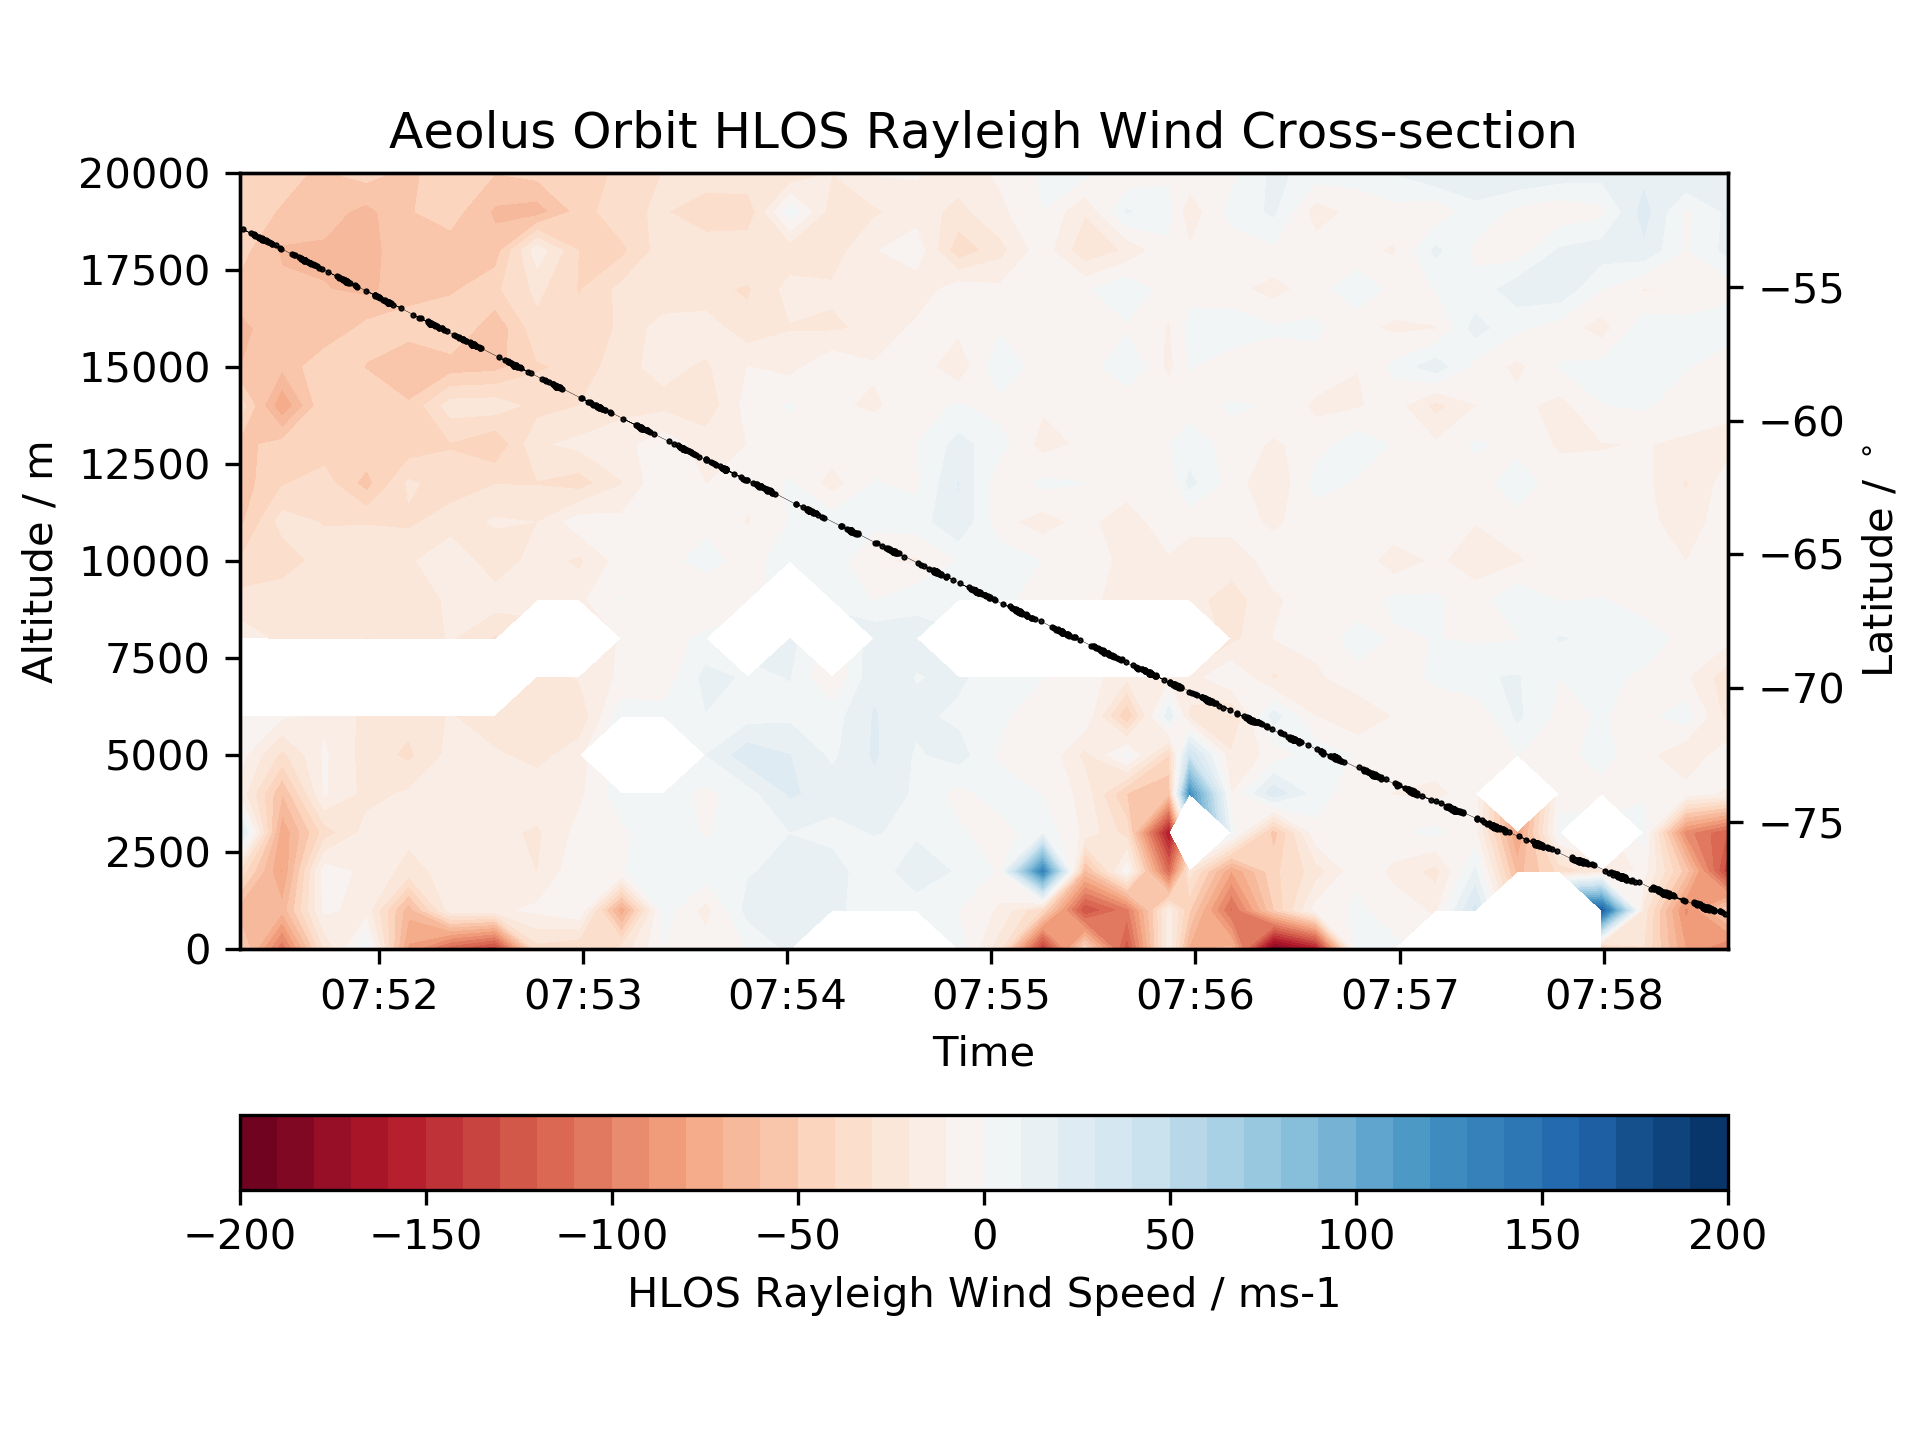 Aeolus Orbit HLOS Rayleigh Wind Cross-section
20000
17500
15000
12500
10000
7500
5000
2500
0
Altitude / m
−55
−60
−65
−70
−75
Latitude / °
07:52 07:53 07:54 07:55 07:56 07:57 07:58
Time
−200 −150 −100 −50 0 50 100 150 200
HLOS Rayleigh Wind Speed / ms-1